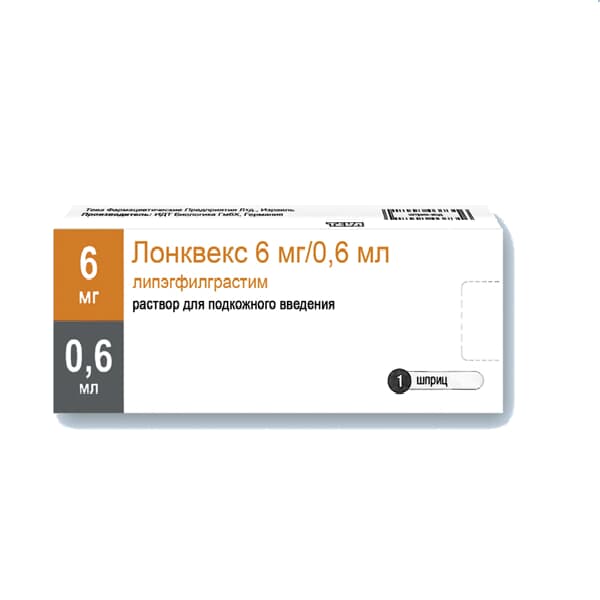 Тева Фармацевтические Предприятия Лтд., Израиль
Производитель: ИДТ Биологика ГмбХ, Германия
TEVA
6
мг
Лонквекс 6 мг/0,6 мл
липэгфилграстим
раствор для подкожного введения
0,6
мл
1 шприц